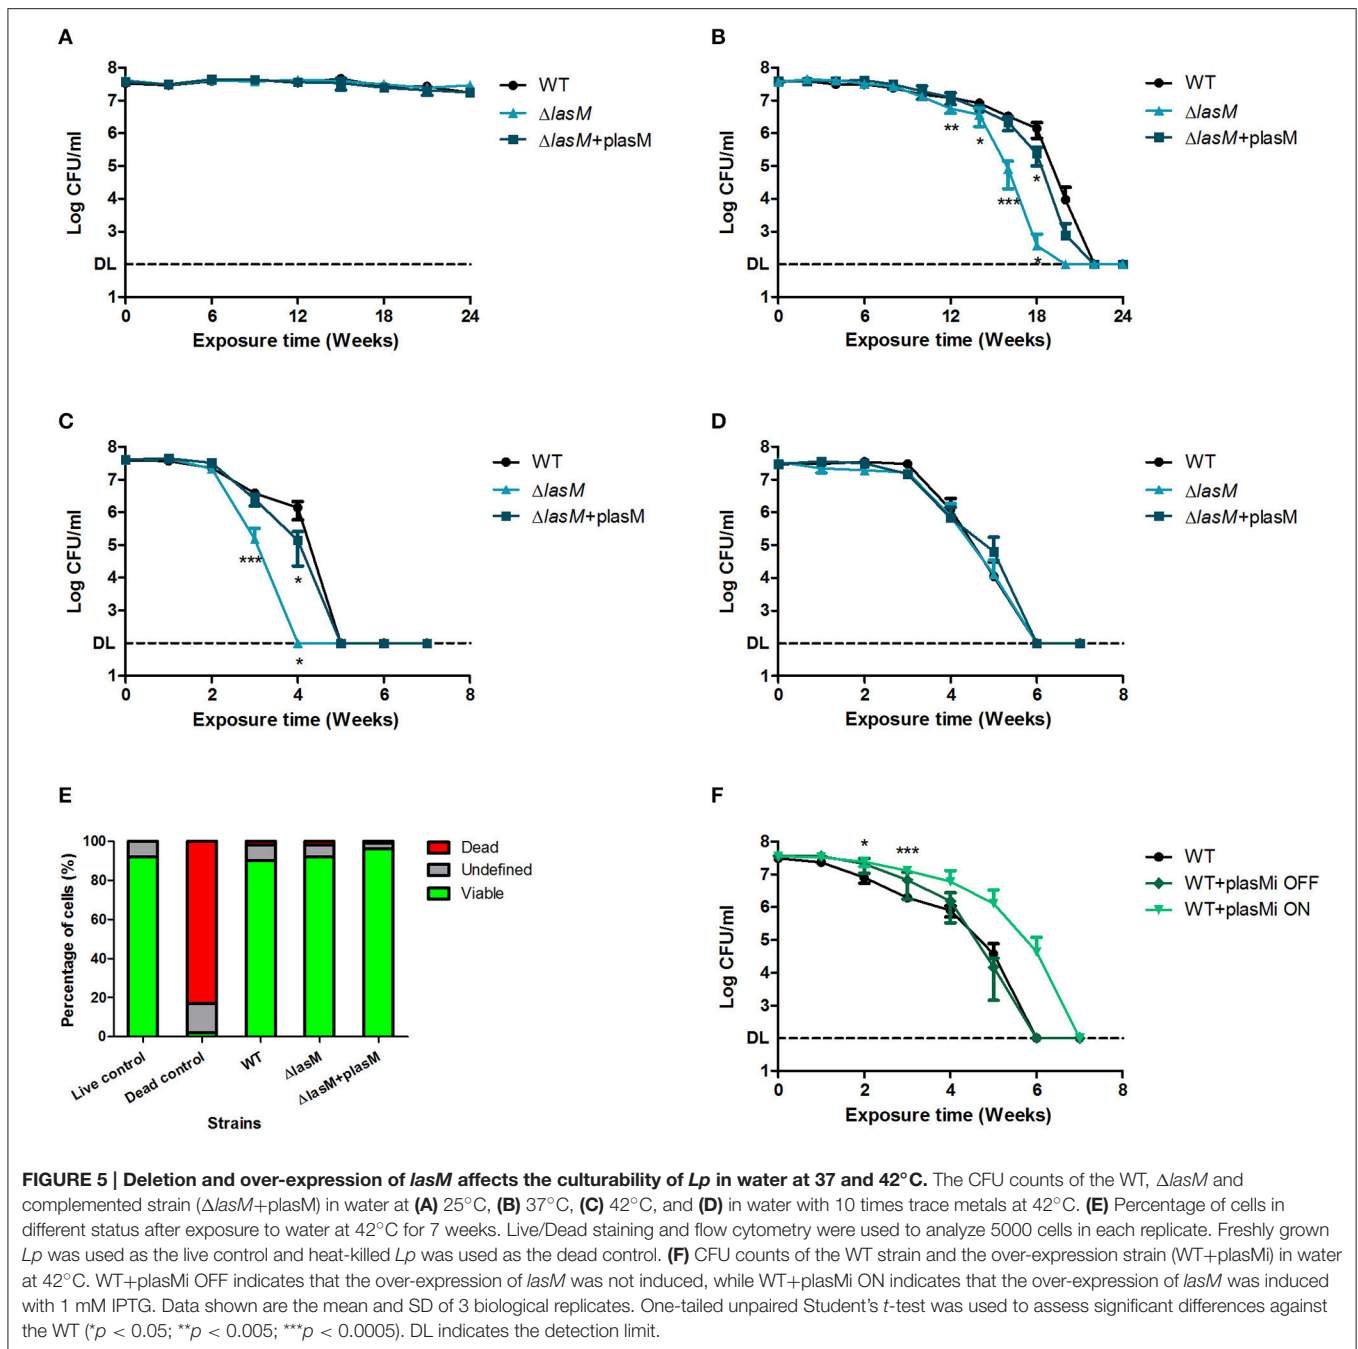 A
8
7
6
5
4
3
DL
1
Log CFU/ml
0
6
12
18
24
Exposure time (Weeks)
WT
ΔlasM
ΔlasM+plasM
B
8
7
6
5
4
3
DL
1
Log CFU/ml
**
*
***
*
*
0
6
12
18
24
Exposure time (Weeks)
WT
ΔlasM
ΔlasM+plasM
C
8
7
6
5
4
3
DL
1
Log CFU/ml
***
*
*
0
2
4
6
8
Exposure time (Weeks)
WT
ΔlasM
ΔlasM+plasM
D
8
7
6
5
4
3
DL
1
Log CFU/ml
0
2
4
6
8
Exposure time (Weeks)
WT
ΔlasM
ΔlasM+plasM
E
100
80
60
40
20
0
Percentage of cells (%)
Live control
Dead control
WT
ΔlasM
ΔlasM+plasM
Strains
Dead
Undefined
Viable
F
8
7
6
5
4
3
DL
1
Log CFU/ml
*
***
0
2
4
6
8
Exposure time (Weeks)
WT
WT+plasMi OFF
WT+plasMi ON
FIGURE 5 | Deletion and over-expression of lasM affects the culturability of Lp in water at 37 and 42°C. The CFU counts of the WT, ΔlasM and
complemented strain (ΔlasM+plasM) in water at (A) 25°C, (B) 37°C, (C) 42°C, and (D) in water with 10 times trace metals at 42°C. (E) Percentage of cells in
different status after exposure to water at 42°C for 7 weeks. Live/Dead staining and flow cytometry were used to analyze 5000 cells in each replicate. Freshly grown
Lp was used as the live control and heat-killed Lp was used as the dead control. (F) CFU counts of the WT strain and the over-expression strain (WT+plasMi) in water
at 42°C. WT+plasMi OFF indicates that the over-expression of lasM was not induced, while WT+plasMi ON indicates that the over-expression of lasM was induced
with 1 mM IPTG. Data shown are the mean and SD of 3 biological replicates. One-tailed unpaired Student's t-test was used to assess significant differences against
the WT (*p < 0.05; **p < 0.005; ***p < 0.0005). DL indicates the detection limit.